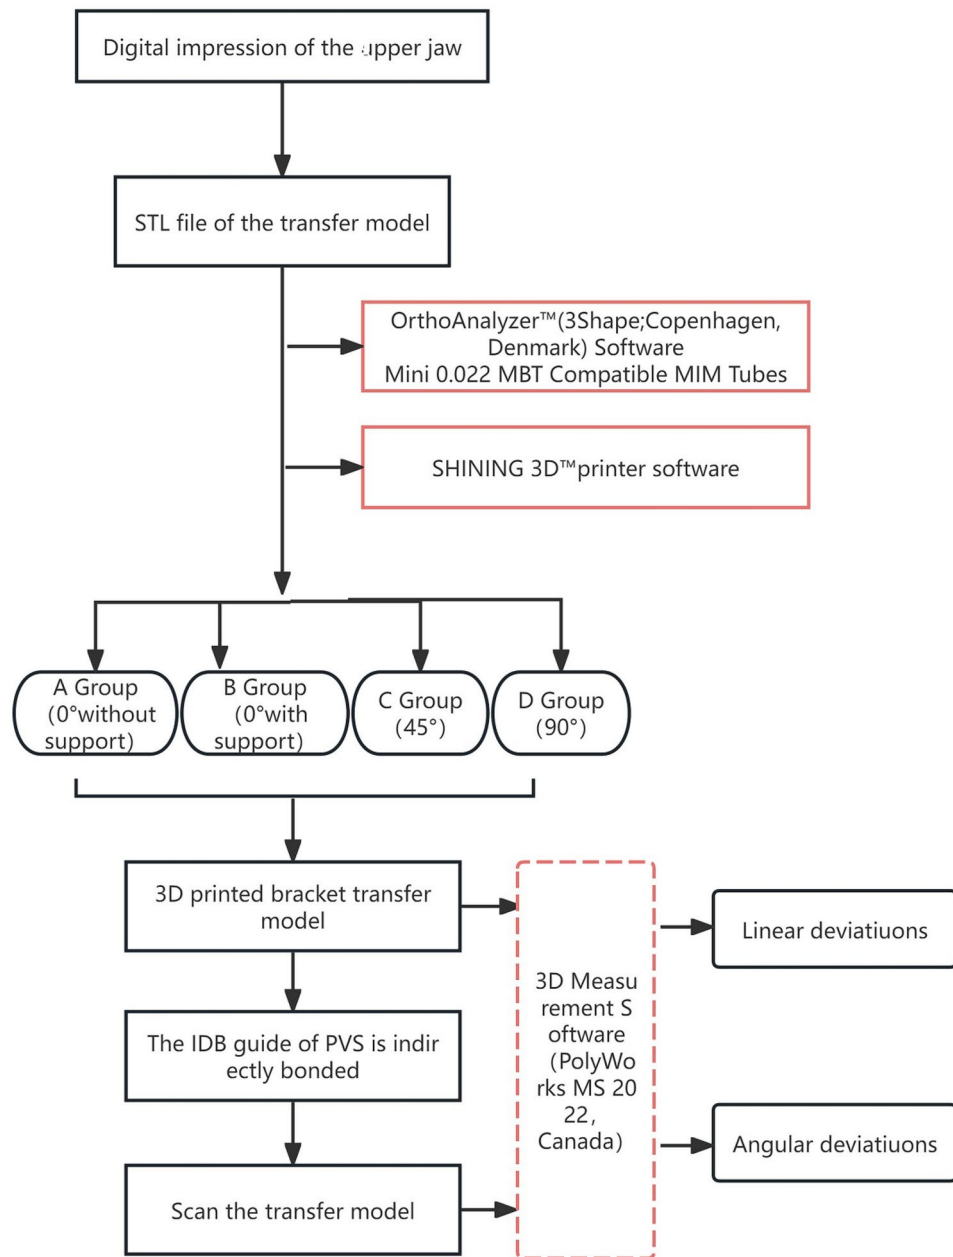 Digital impression of the upper jaw
STL file of the transfer model
OrthoAnalyzer™(3Shape;Copenhagen,
Denmark) Software
Mini 0.022 MBT Compatible MIM Tubes
SHINING 3D™printer software
A Group
(0°without
support)
B Group
(0°with
support)
C Group
(45°)
D Group
(90°)
3D printed bracket transfer
model
The IDB guide of PVS is indir
ectly bonded
Scan the transfer model
3D Measu
rement S
oftware
(PolyWo
rks MS 20
22,
Canada)
Linear deviatiuons
Angular deviatiuons